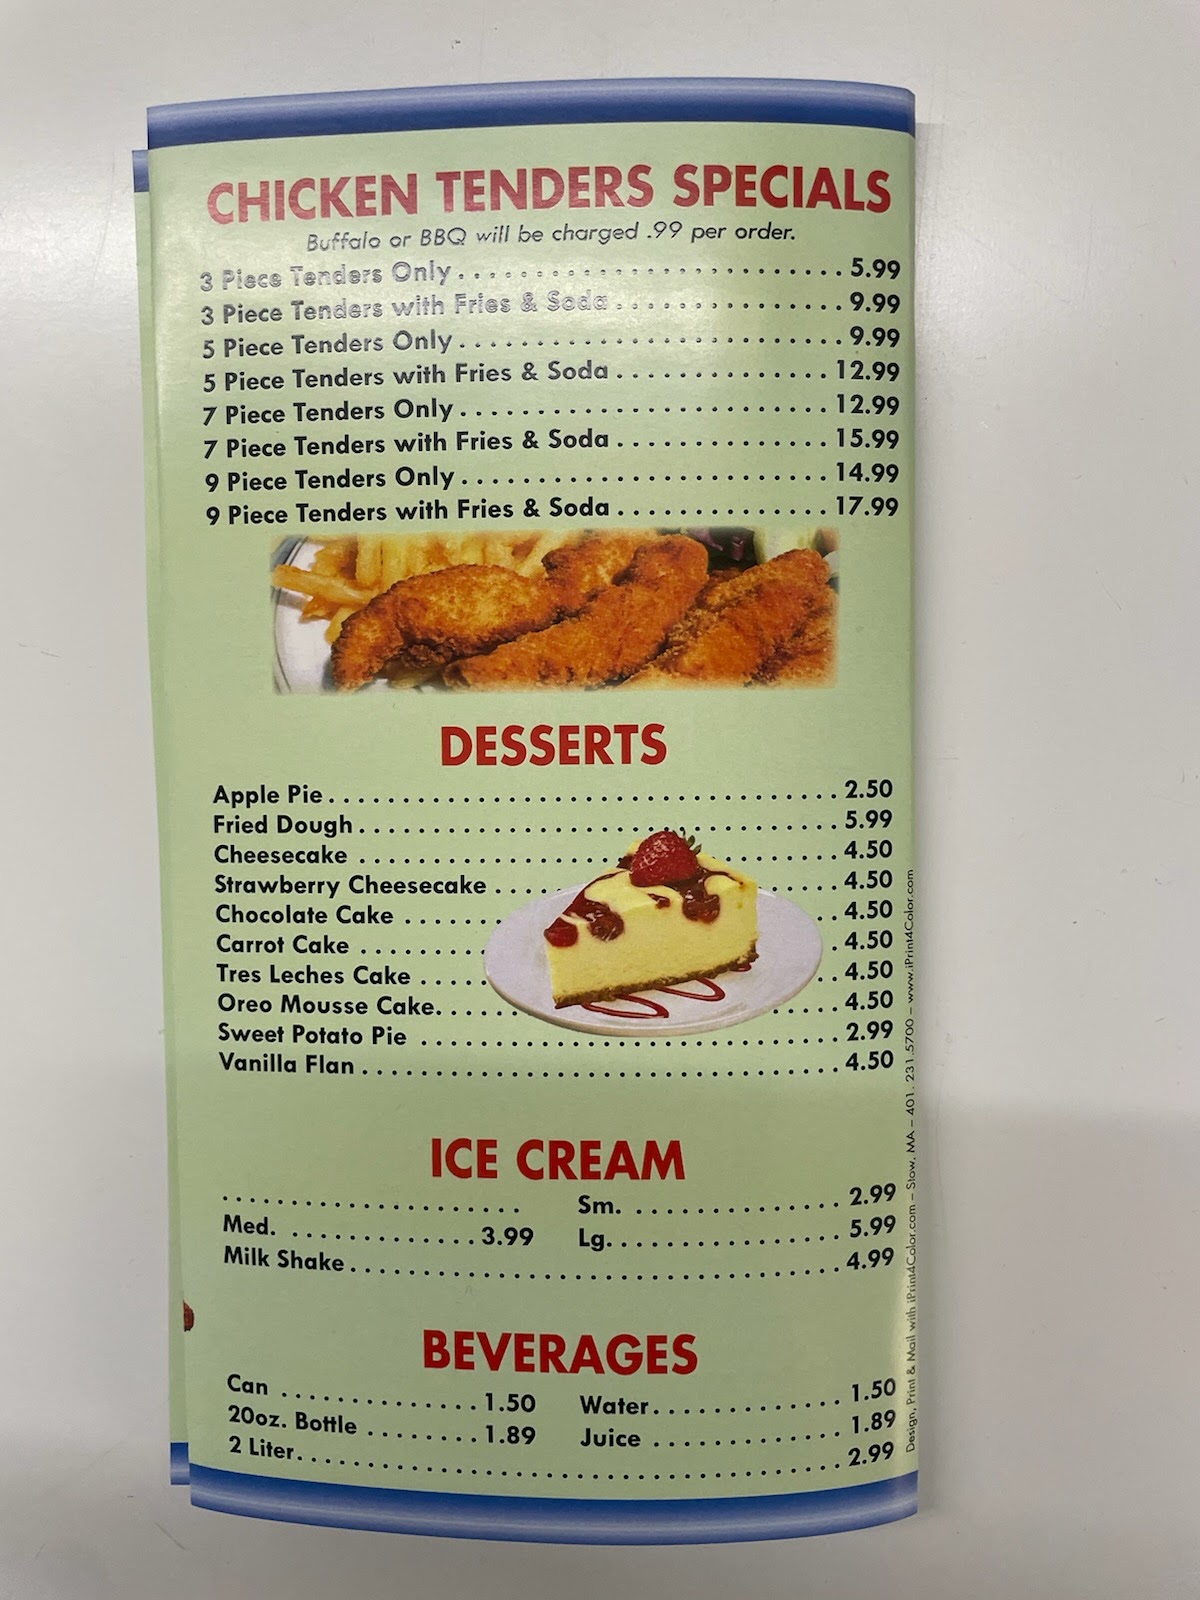 CHICKEN TENDERS SPECIALS
Buffalo or BBQ will be charged .99 per order.
3 Piece Tenders Only . . . . . . . . . . . . . . . . . . . . . . . . . 5.99
3 Piece Tenders with Fries & Soda . . . . . . . . . . . . . . 9.99
5 Piece Tenders Only . . . . . . . . . . . . . . . . . . . . . . . . . 9.99
5 Piece Tenders with Fries & Soda . . . . . . . . . . . . . . 12.99
7 Piece Tenders Only . . . . . . . . . . . . . . . . . . . . . . . . 12.99
7 Piece Tenders with Fries & Soda . . . . . . . . . . . . . . 15.99
9 Piece Tenders Only . . . . . . . . . . . . . . . . . . . . . . . . 14.99
9 Piece Tenders with Fries & Soda . . . . . . . . . . . . . . 17.99
DESSERTS
Apple Pie . . . . . . . . . . . . . . . . . . . . . . . . . . . . . . . . . . 2.50
Fried Dough . . . . . . . . . . . . . . . . . . . . . . . . . . . . . . . . 5.99
Cheesecake . . . . . . . . . . . . . . . . . . . . . . . . . . 4.50
Strawberry Cheesecake . . . . . . . . . . . 4.50
Chocolate Cake . . . . . . . . . 4.50
Carrot Cake . . . . . . . . . . 4.50
Tres Leches Cake . . . . . . . 4.50
Oreo Mousse Cake. . . . . . . . . . . . 4.50
Sweet Potato Pie . . . . . . . . . . . . . . . . . . . . . . . . . . . . 2.99
Vanilla Flan . . . . . . . . . . . . . . . . . . . . . . . . . . . . . . . . 4.50
ICE CREAM
. . . . . . . . . . . . . . . . . . . . Sm. . . . . . . . . . . . . . . . 2.99
Med. . . . . . . . . . . . . . 3.99 Lg. . . . . . . . . . . . . . . . . 5.99
Milk Shake . . . . . . . . . . . . . . . . . . . . . . . . . . . . . . . . . 4.99
BEVERAGES
Can . . . . . . . . . . . . . 1.50 Water . . . . . . . . . . . . . 1.50
20oz. Bottle . . . . . . . . 1.89 Juice . . . . . . . . . . . . . 1.89
2 Liter. . . . . . . . . . . . . . . . . . . . . . . . . . . . . . . . . . . . . 2.99
Design, Print & Mail with iPrint4Color.com – Stow, MA – 401. 231.5700 – www.iPrint4Color.com